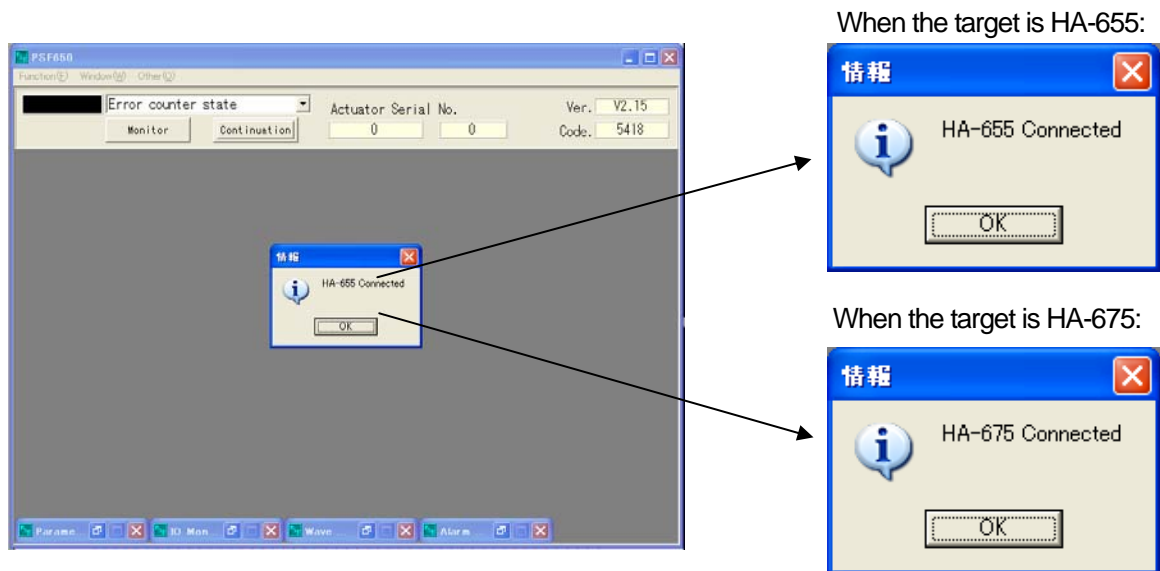 When the target is HA-655:
PSF650
Function(F) Window(W) Other(O)
Error counter state
Actuator Serial No.
Ver. V2.15
Monitor Continuation
0 0
Code. 5418
情報
HA-655 Connected
OK
情報
HA-655 Connected
OK
When the target is HA-675:
情報
HA-675 Connected
OK
Parame... IO Mon... Wave ... Alarm ...